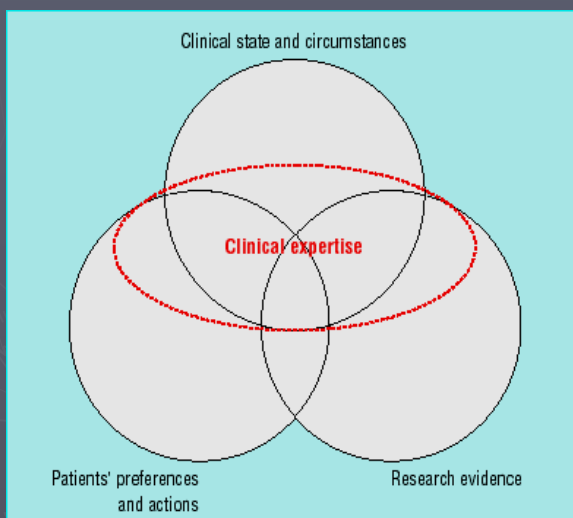 Clinical state and circumstances
Clinical expertise
Patients' preferences
and actions
Research evidence